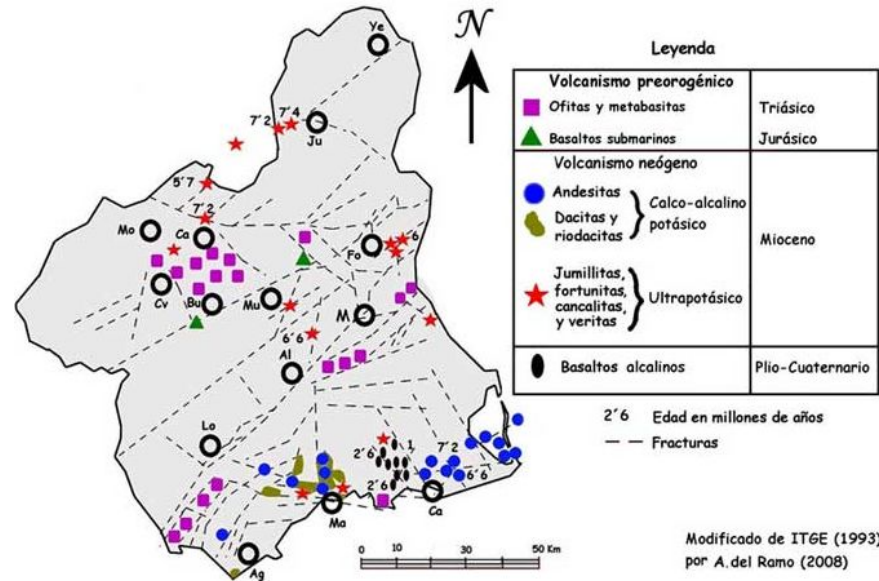 Ye
N
7´4
7´2
Ju
5´7
7´2
Mo
Ca
Fo
6
Cv
Bu
Mu
M
6´6
Al
Lo
1
2´6
7´2
2´6
6´6
Ma
Ca
Ag
0 10 30 50 Km
Leyenda
Volcanismo preorogénico
Ofitas y metabasitas
Triásico
Basaltos submarinos
Jurásico
Volcanismo neógeno
Andesitas
Dacitas y
riodacitas
Calco-alcalino
potásico
Mioceno
Jumillitas,
fortunitas,
cancalitas,
y veritas
Ultrapotásico
Basaltos alcalinos
Plio-Cuaternario
2´6 Edad en millones de años
Fracturas
Modificado de ITGE (1993)
por A.del Ramo (2008)